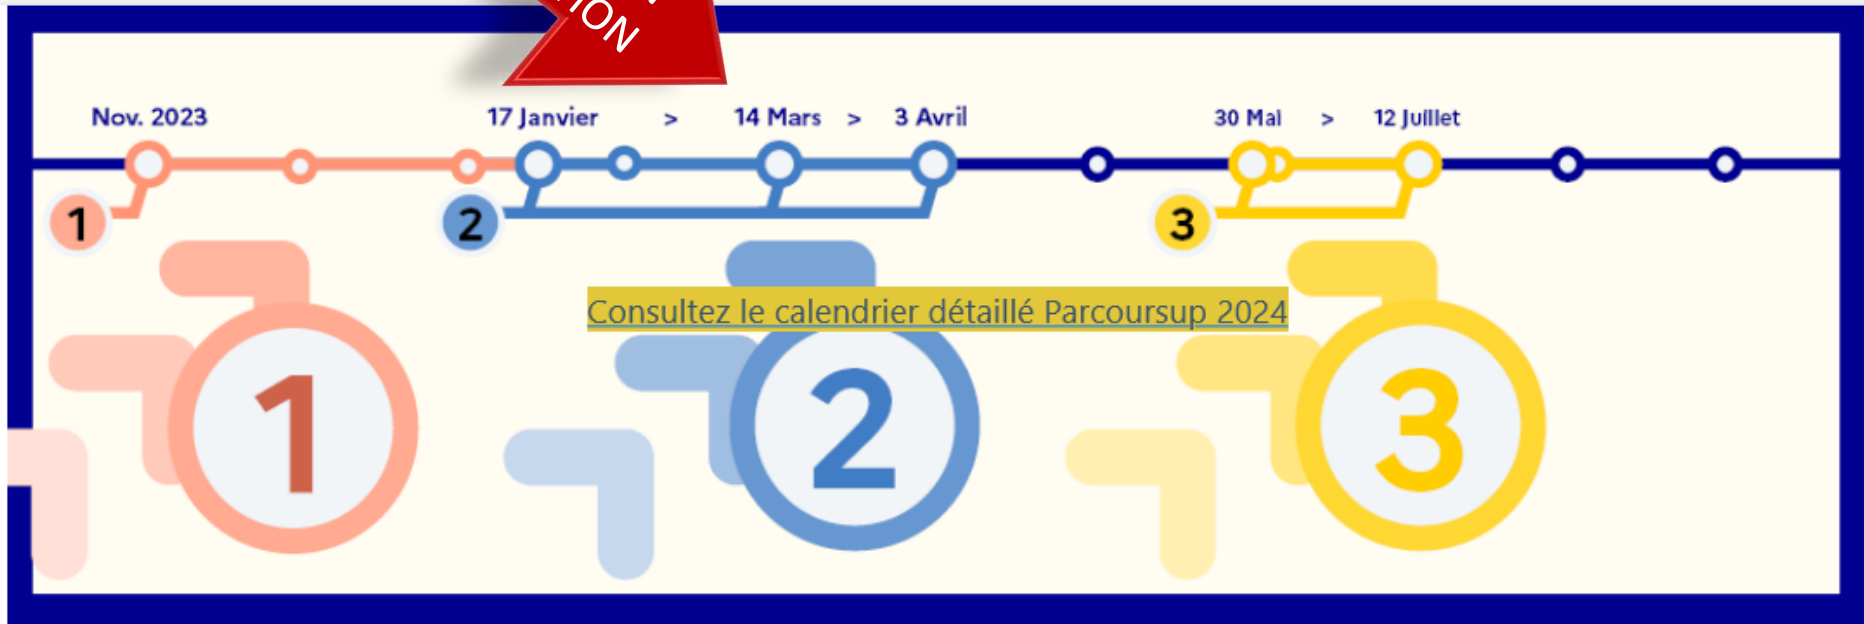 ION
Nov. 2023
17 Janvier > 14 Mars > 3 Avril
30 Mai > 12 Juillet
1
2
3
Consultez le calendrier détaillé Parcoursup 2024
1
2
3